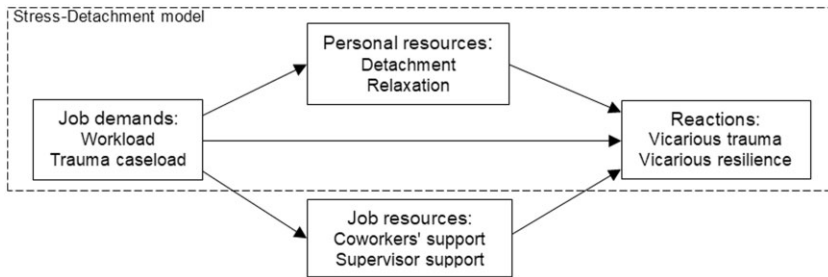 Stress-Detachment model
Personal resources:
Detachment
Relaxation
Job demands:
Workload
Trauma caseload
Reactions:
Vicarious trauma
Vicarious resilience
Job resources:
Coworkers' support
Supervisor support